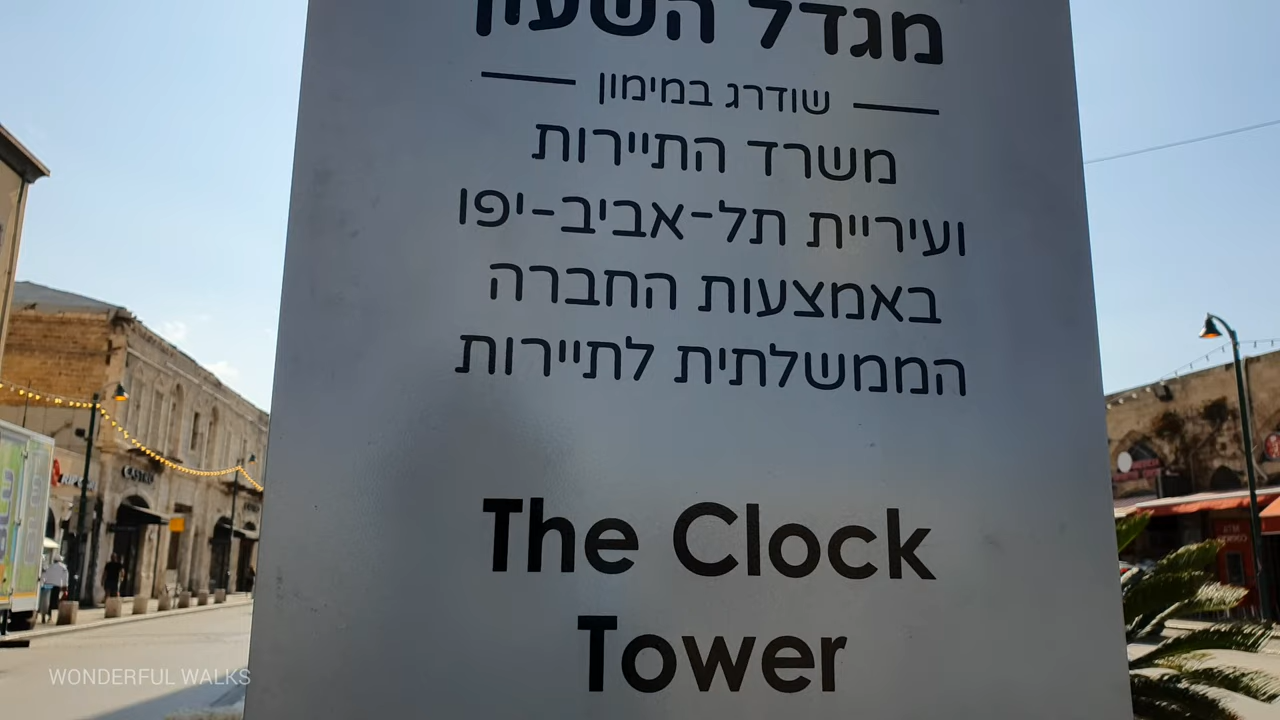 מגדל השעון
שודרג במימון
משרד התיירות
ועיריית תל-אביב-יפו
באמצעות החברה
הממשלתית לתיירות
The Clock
Tower
CASTRO
WONDERFUL WALKS